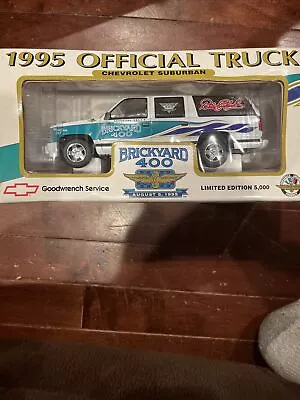 1995 OFFICIAL TRUCK
CHEVROLET SUBURBAN
BRICKYARD
400
BRICKYARD
400
AUGUST 5, 1995
Goodwrench Service
LIMITED EDITION 5,000